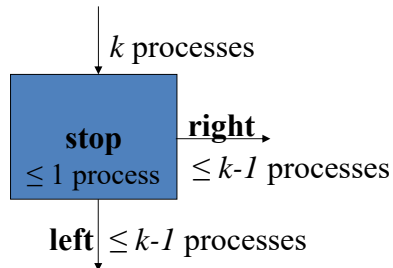 k processes
stop
≤ 1 process
right
≤ k-1 processes
left ≤ k-1 processes